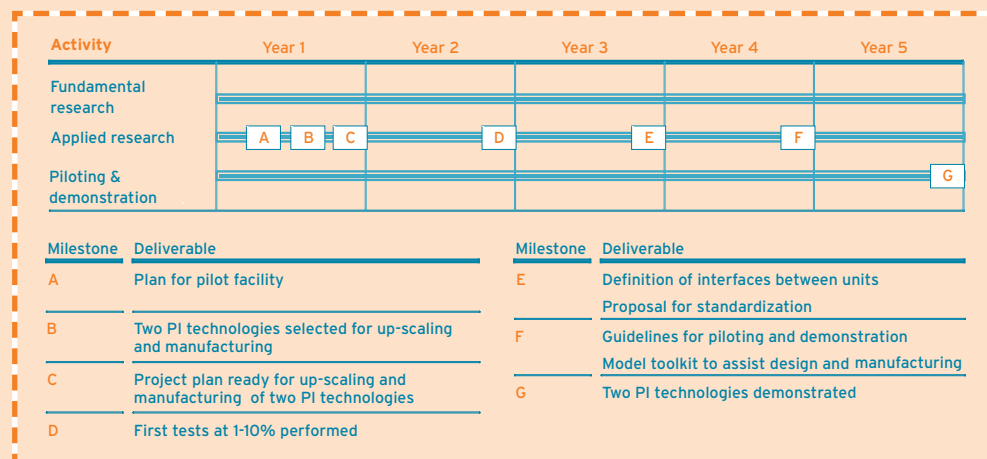 Activity Year 1 Year 2 Year 3 Year 4 Year 5
Fundamental
research
Applied research A B C D E F
Piloting &
demonstration G
Milestone Deliverable
A Plan for pilot facility
B Two PI technologies selected for up-scaling
and manufacturing
C Project plan ready for up-scaling and
manufacturing of two PI technologies
D First tests at 1-10% performed
Milestone Deliverable
E Definition of interfaces between units
Proposal for standardization
F Guidelines for piloting and demonstration
Model toolkit to assist design and manufacturing
G Two PI technologies demonstrated